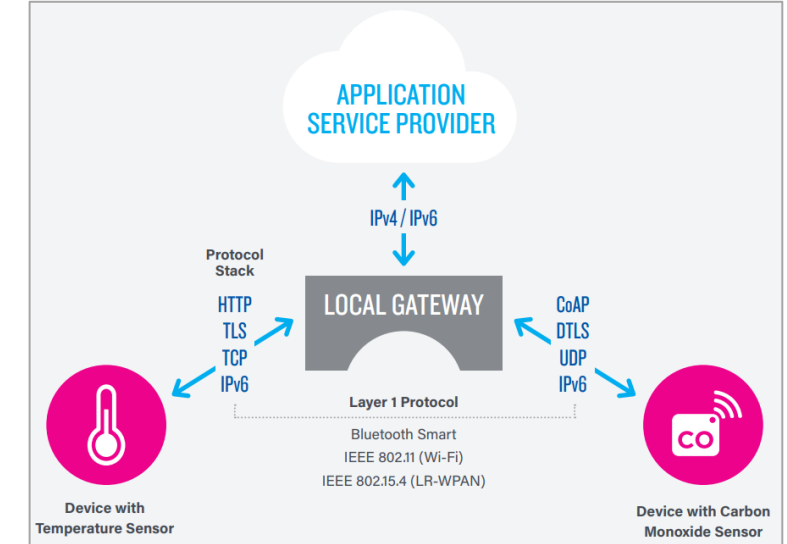 APPLICATION
SERVICE PROVIDER
IPv4 / IPv6
Protocol
Stack
HTTP
TLS
TCP
IPv6
LOCAL GATEWAY
CoAP
DTLS
UDP
IPv6
Layer 1 Protocol
Bluetooth Smart
IEEE 802.11 (Wi-Fi)
IEEE 802.15.4 (LR-WPAN)
Device with
Temperature Sensor
CO
Device with Carbon
Monoxide Sensor